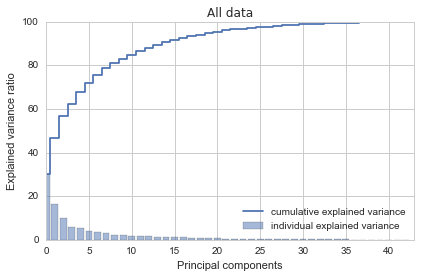 All data
Explained variance ratio
100
80
60
40
20
0
cumulative explained variance
individual explained variance
0 5 10 15 20 25 30 35 40
Principal components